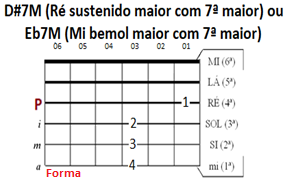 D#7M (Ré sustenido maior com 7ª maior) ou
Eb7M (Mi bemol maior com 7ª maior)
06 05 04 03 02 01
MI (6ª)
LÁ (5ª)
P 1 RÉ (4ª)
i 2 SOL (3ª)
m 3 SI (2ª)
a 4 mi (1ª)
Forma